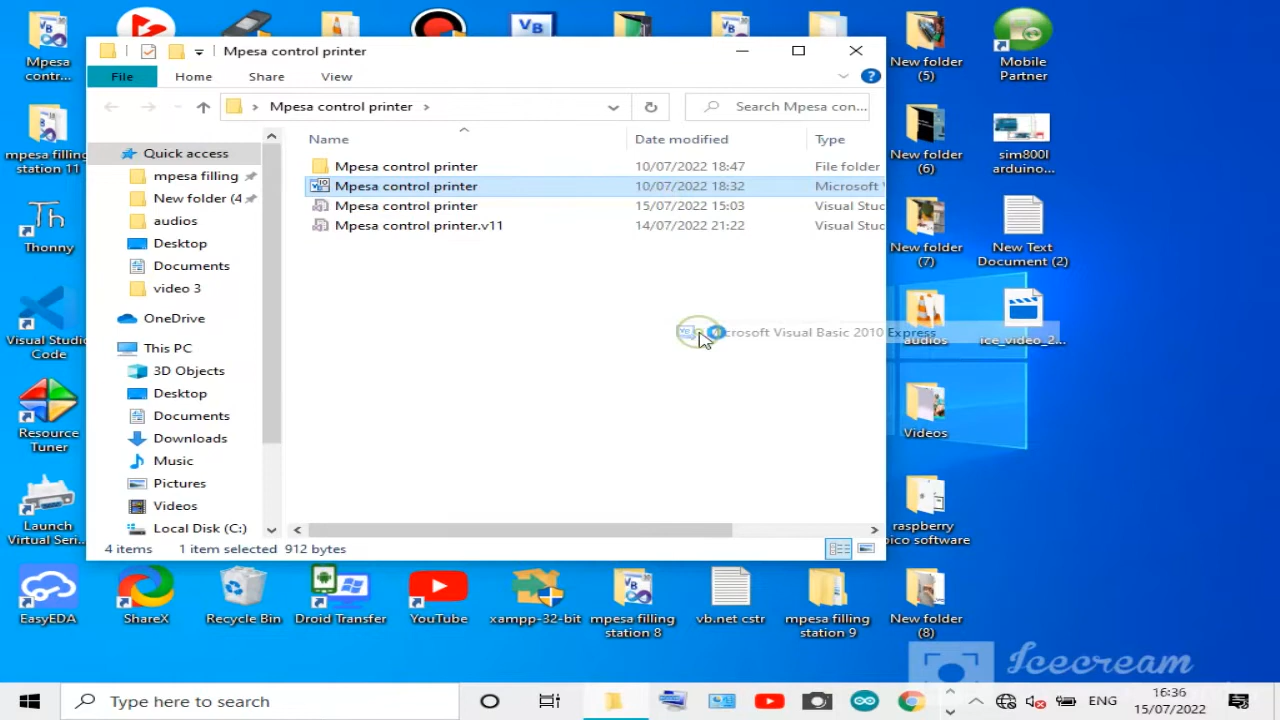 Mpesa control printer
File
Home
Share
View
Mpesa control printer
Search Mpesa con...
Name
Date modified
Type
Mpesa control printer
10/07/2022 18:47
File folder
Mpesa control printer
10/07/2022 18:32
Microsoft
Mpesa control printer
15/07/2022 15:03
Visual Stuc
Mpesa control printer.v11
14/07/2022 21:22
Visual Stuc
Microsoft Visual Basic 2010 Express
Quick access
mpesa filling
New folder (4
audios
Desktop
Documents
video 3
OneDrive
This PC
3D Objects
Desktop
Documents
Downloads
Music
Pictures
Videos
Local Disk (C:)
4 items
1 item selected
912 bytes
Mpesa
contr...
mpesa filling
station 11
Thonny
Visual Studio
Code
Resource
Tuner
Launch
Virtual Seri...
EasyEDA
ShareX
Recycle Bin
Droid Transfer
YouTube
xampp-32-bit
mpesa filling
station 8
vb.net cstr
mpesa filling
station 9
New folder
(8)
New folder
(5)
Mobile
Partner
New folder
(6)
sim800l
arduino...
New folder
(7)
New Text
Document (2)
audios
ice_video_2...
Videos
raspberry
pico software
Icecream
Type here to search
ENG
16:36
15/07/2022